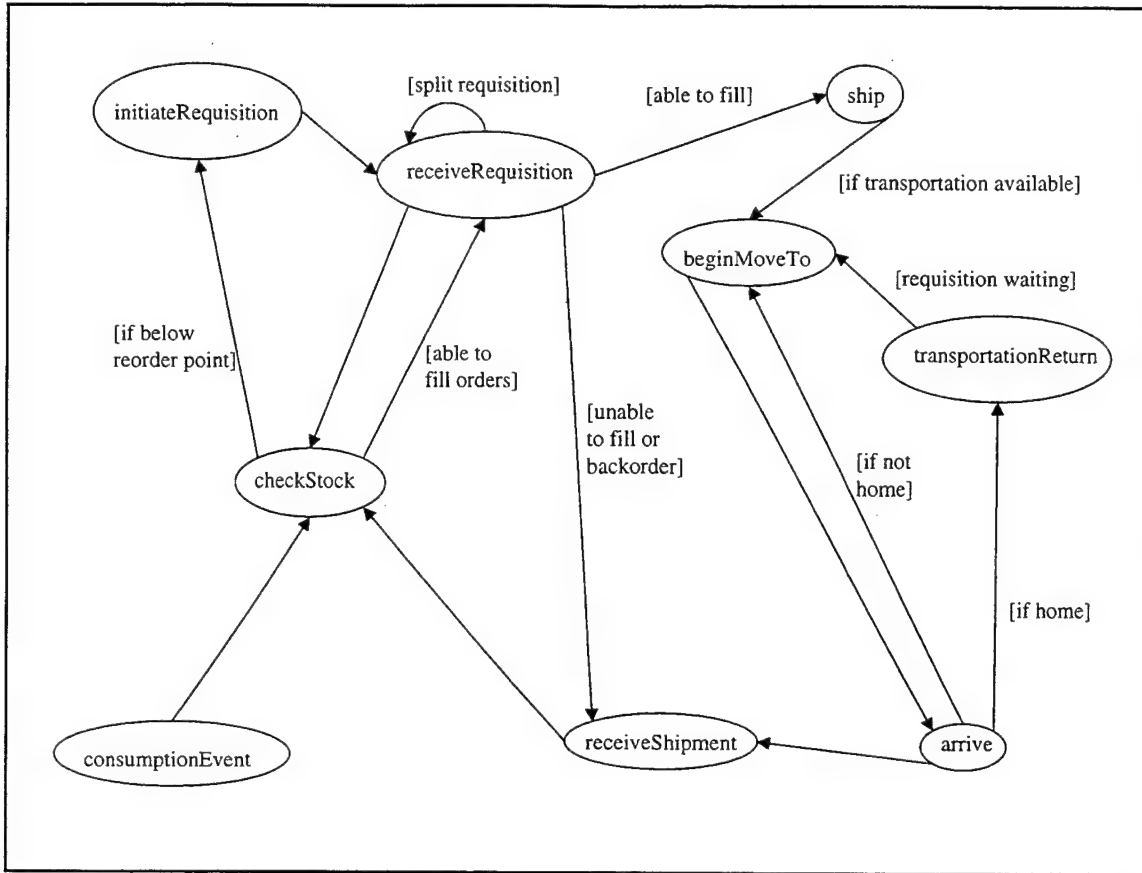 [split requisition]
[able to fill]
ship
initiateRequisition
receiveRequisition
[if transportation available]
beginMoveTo
[requisition waiting]
[if below
reorder point]
[able to
fill orders]
transportationReturn
[unable
to fill or
backorder]
[if not
home]
checkStock
[if home]
consumptionEvent
receiveShipment
arrive